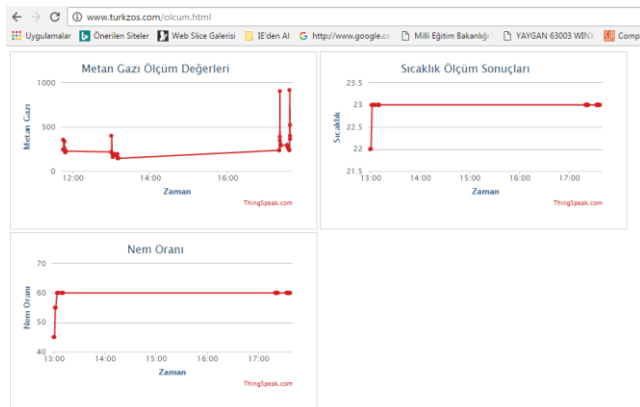 www.turkzos.com/olcum.html
Uygulamalar Önerilen Siteler Web Slice Galerisi IE'den Al http://www.google.co Milli Eğitim Bakanlığı YAYGAN 63003 WIN Comp
Metan Gazı Ölçüm Değerleri
Metan Gazı
1000
500
0
12:00 14:00 16:00
Zaman
ThingSpeak.com
Sıcaklık Ölçüm Sonuçları
Sıcaklık
23.5
23
22.5
22
21.5
13:00 14:00 15:00 16:00 17:00
Zaman
ThingSpeak.com
Nem Oranı
Nem Oranı
70
60
50
40
13:00 14:00 15:00 16:00 17:00
Zaman
ThingSpeak.com